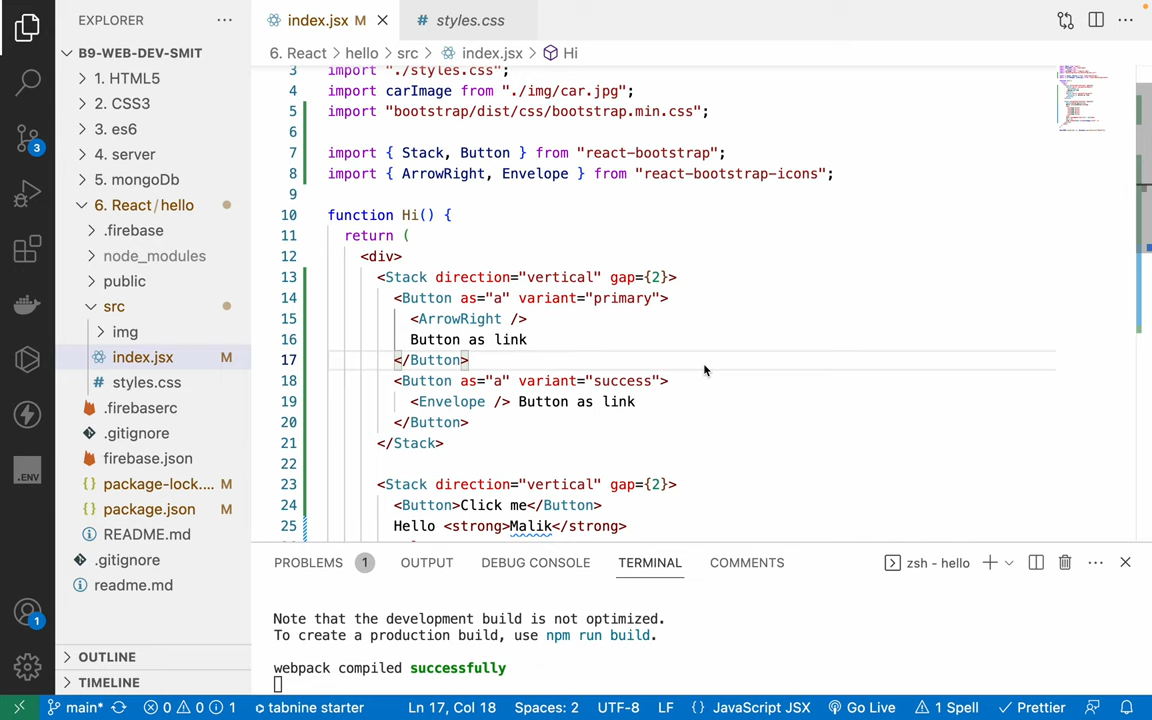 EXPLORER
B9-WEB-DEV-SMIT
1. HTML5
2. CSS3
3. es6
4. server
5. mongoDb
6. React/hello
.firebase
node_modules
public
src
img
index.jsx M
styles.css
.firebaserc
.gitignore
firebase.json
package-lock.... M
package.json M
README.md
.gitignore
readme.md
OUTLINE
TIMELINE
3
1
.ENV
index.jsx M
styles.css
6. React > hello > src > index.jsx > Hi
3 import "./styles.css";
4 import carImage from "./img/car.jpg";
5 import "bootstrap/dist/css/bootstrap.min.css";
6
7 import { Stack, Button } from "react-bootstrap";
8 import { ArrowRight, Envelope } from "react-bootstrap-icons";
9
10 function Hi() {
11 return (
12 <div>
13 <Stack direction="vertical" gap={2}>
14 <Button as="a" variant="primary">
15 <ArrowRight />
16 Button as link
17 </Button>
18 <Button as="a" variant="success">
19 <Envelope /> Button as link
20 </Button>
21 </Stack>
22
23 <Stack direction="vertical" gap={2}>
24 <Button>Click me</Button>
25 Hello <strong>Malik</strong>
PROBLEMS 1 OUTPUT DEBUG CONSOLE TERMINAL COMMENTS zsh - hello
Note that the development build is not optimized.
To create a production build, use npm run build.
webpack compiled successfully
main* 0 0 1 tabnine starter Ln 17, Col 18 Spaces: 2 UTF-8 LF {} JavaScript JSX Go Live 1 Spell Prettier